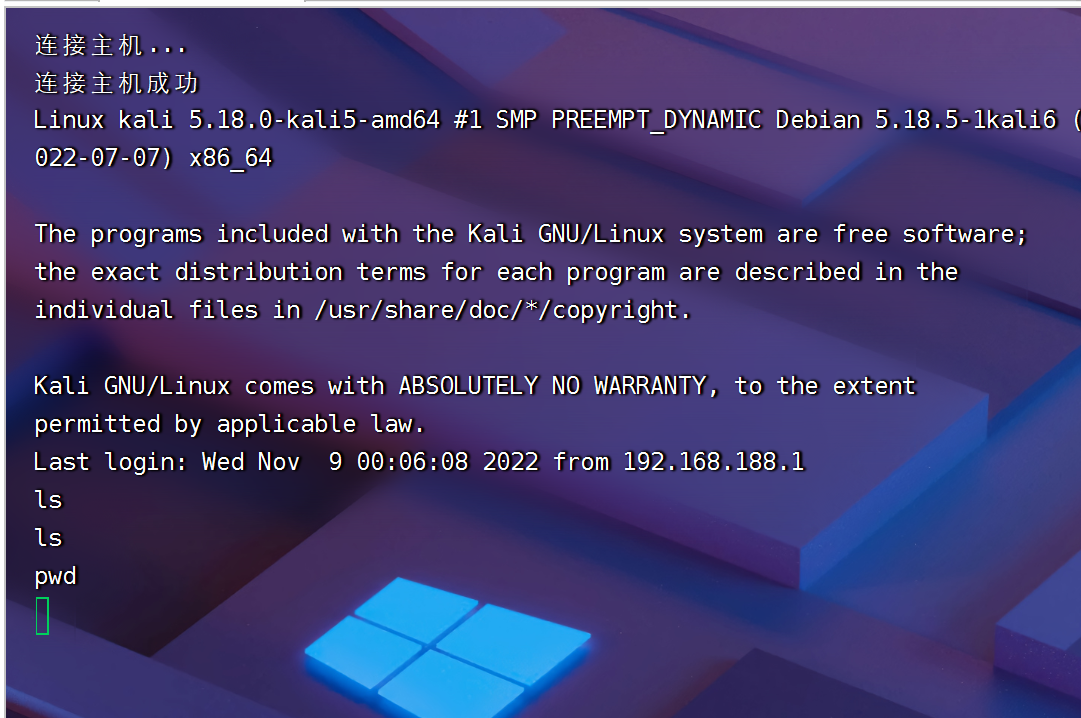 连接主机...
连接主机成功
Linux kali 5.18.0-kali5-amd64 #1 SMP PREEMPT_DYNAMIC Debian 5.18.5-1kali6 (
022-07-07) x86_64
The programs included with the Kali GNU/Linux system are free software;
the exact distribution terms for each program are described in the
individual files in /usr/share/doc/*/copyright.
Kali GNU/Linux comes with ABSOLUTELY NO WARRANTY, to the extent
permitted by applicable law.
Last login: Wed Nov  9 00:06:08 2022 from 192.168.188.1
ls
ls
pwd